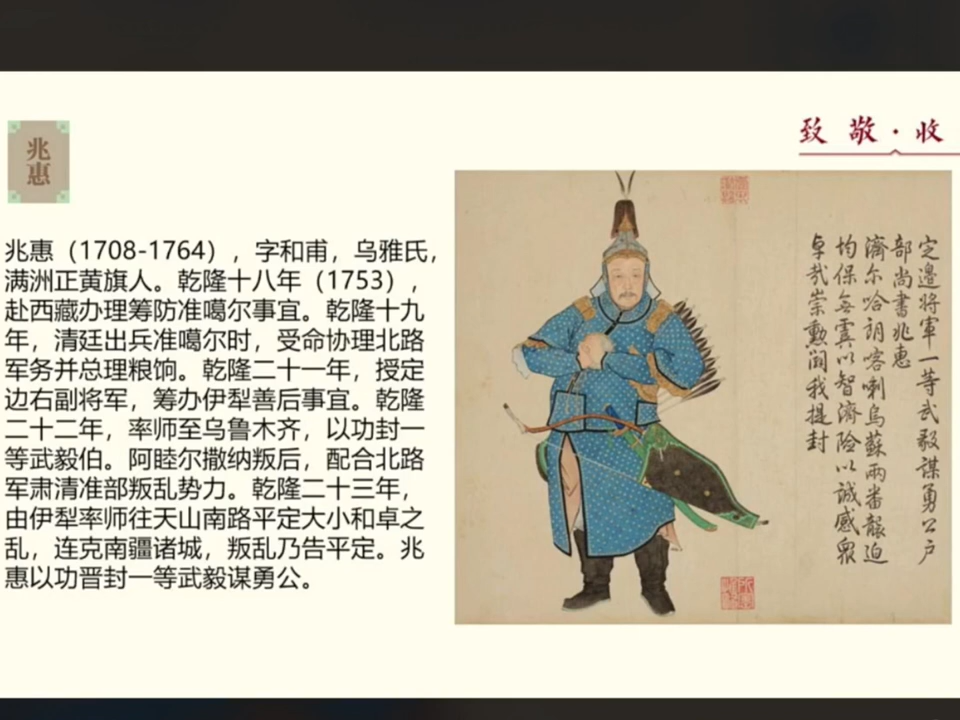 致敬·收
兆惠
兆惠（1708-1764），字和甫，乌雅氏，
满洲正黄旗人。乾隆十八年（1753），
赴西藏办理筹防准噶尔事宜。乾隆十九
年，清廷出兵准噶尔时，受命协理北路
军务并总理粮饷。乾隆二十一年，授定
边右副将军，筹办伊犁善后事宜。乾隆
二十二年，率师至乌鲁木齐，以功封一
等武毅伯。阿睦尔撒纳叛后，配合北路
军肃清准部叛乱势力。乾隆二十三年，
由伊犁率师往天山南路平定大小和卓之
乱，连克南疆诸城，叛乱乃告平定。兆
惠以功晋封一等武毅谋勇公。
定邊將軍一等武毅謀勇公户
部尚書兆惠
濟尔哈朗喀喇烏蘇兩番難迫
均保無虞以智濟險以誠感衆
卓哉崇勳闢我提封